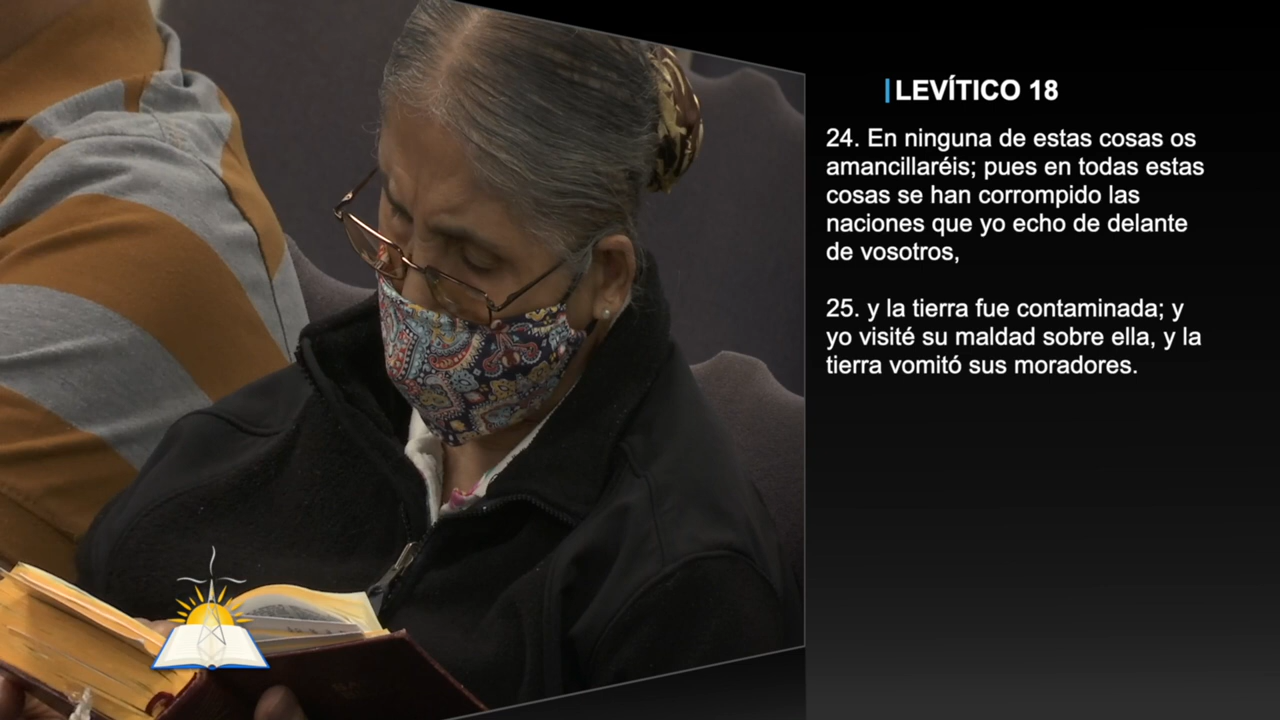 LEVÍTICO 18
24. En ninguna de estas cosas os
amancillaréis; pues en todas estas
cosas se han corrompido las
naciones que yo echo de delante
de vosotros,
25. y la tierra fue contaminada; y
yo visité su maldad sobre ella, y la
tierra vomitó sus moradores.